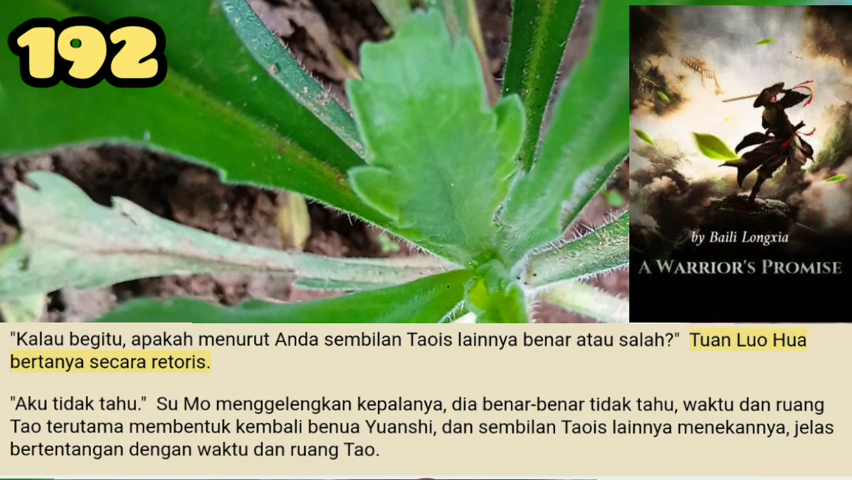 192
by Baili Longxia
A WARRIOR'S PROMISE
"Kalau begitu, apakah menurut Anda sembilan Taois lainnya benar atau salah?" Tuan Luo Hua
bertanya secara retoris.
"Aku tidak tahu." Su Mo menggelengkan kepalanya, dia benar-benar tidak tahu, waktu dan ruang
Tao terutama membentuk kembali benua Yuanshi, dan sembilan Taois lainnya menekannya, jelas
bertentangan dengan waktu dan ruang Tao.